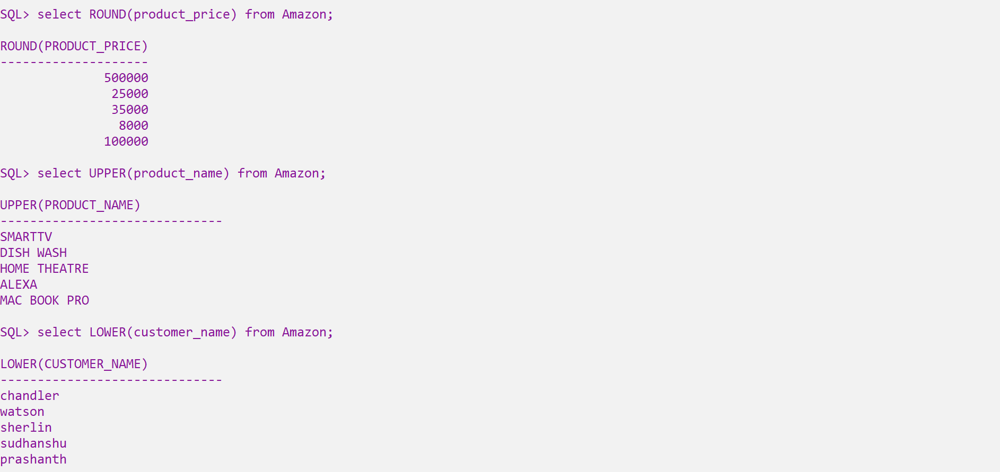 SQL> select ROUND(product_price) from Amazon;
ROUND(PRODUCT_PRICE)
--------------------
500000
25000
35000
8000
100000
SQL> select UPPER(product_name) from Amazon;
UPPER(PRODUCT_NAME)
------------------------------
SMARTTV
DISH WASH
HOME THEATRE
ALEXA
MAC BOOK PRO
SQL> select LOWER(customer_name) from Amazon;
LOWER(CUSTOMER_NAME)
------------------------------
chandler
watson
sherlin
sudhanshu
prashanth